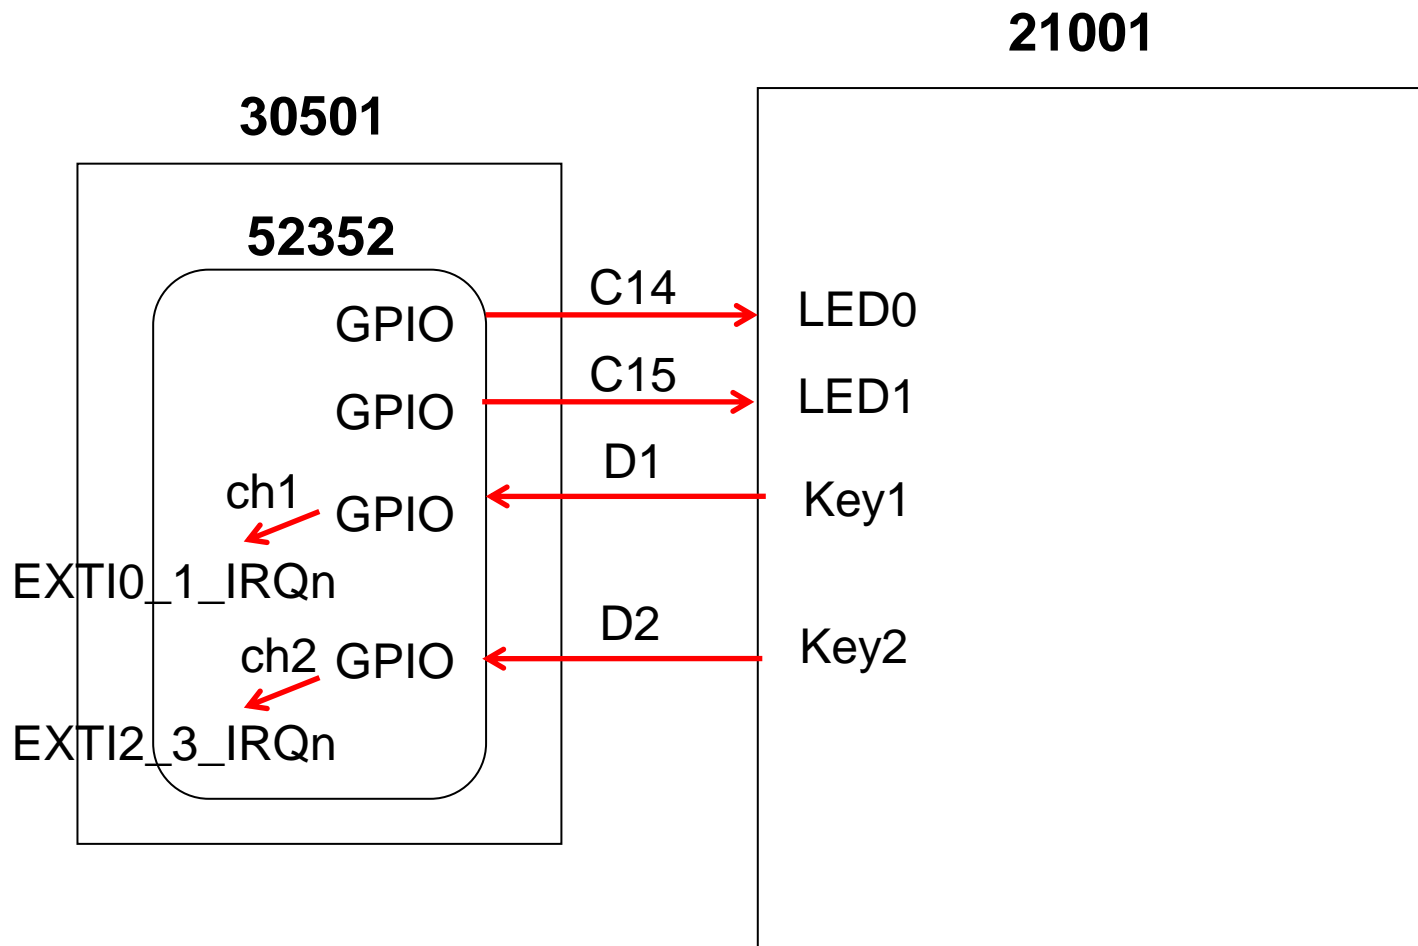 21001
30501
52352
C14
GPIO
LED0
C15
GPIO
LED1
D1
ch1
GPIO
Key1
EXTI0_1_IRQn
D2
ch2
GPIO
Key2
EXTI2_3_IRQn